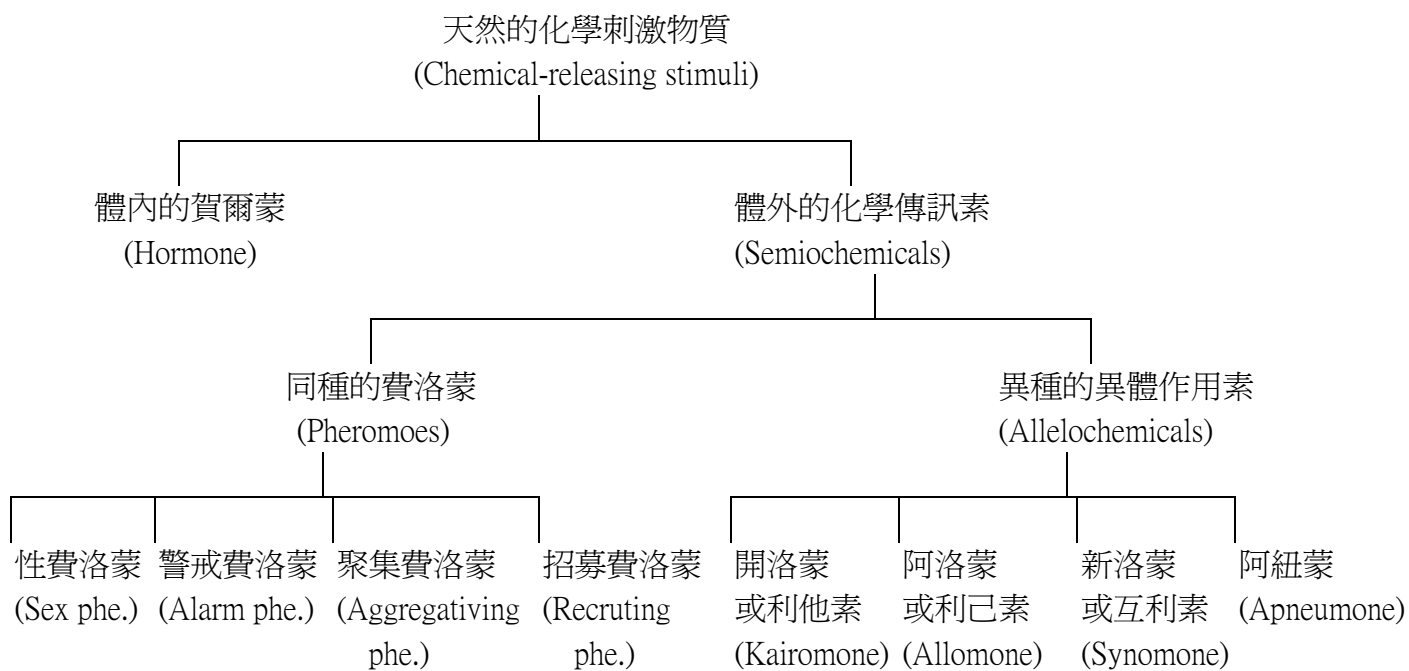 天然的化學刺激物質
(Chemical-releasing stimuli)
體內的賀爾蒙
(Hormone)
體外的化學傳訊素
(Semiochemicals)
同種的費洛蒙
(Pheromoes)
異種的異體作用素
(Allelochemicals)
性費洛蒙
(Sex phe.)
警戒費洛蒙
(Alarm phe.)
聚集費洛蒙
(Aggregativing
phe.)
招募費洛蒙
(Recruting
phe.)
開洛蒙
或利他素
(Kairomone)
阿洛蒙
或利己素
(Allomone)
新洛蒙
或互利素
(Synomone)
阿紐蒙
(Apneumone)